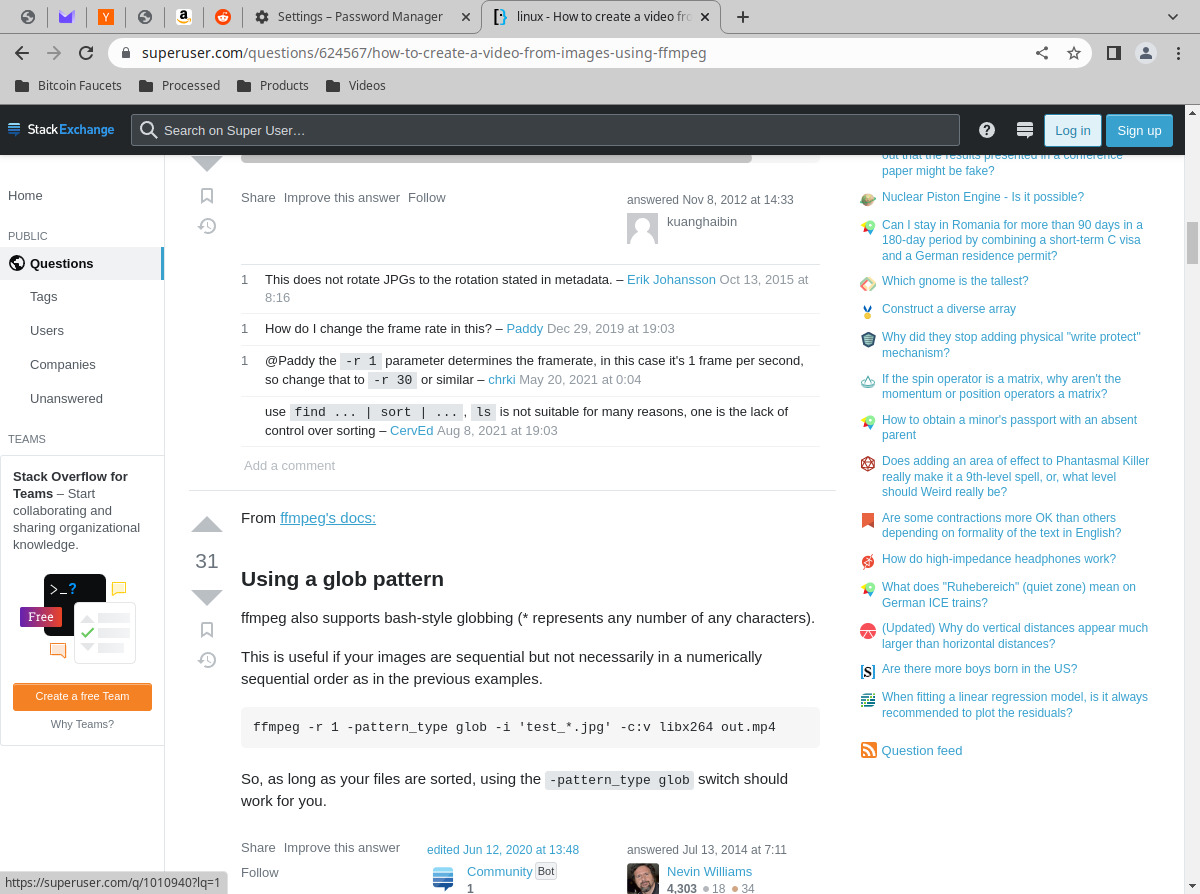 Settings – Password Manager
linux - How to create a video fro
superuser.com/questions/624567/how-to-create-a-video-from-images-using-ffmpeg
Bitcoin Faucets
Processed
Products
Videos
StackExchange
Search on Super User…
Log in
Sign up
Home
PUBLIC
Questions
Tags
Users
Companies
Unanswered
TEAMS
Stack Overflow for
Teams – Start
collaborating and
sharing organizational
knowledge.
>_?
Free
Create a free Team
Why Teams?
Share Improve this answer Follow
answered Nov 8, 2012 at 14:33
kuanghaibin
1 This does not rotate JPGs to the rotation stated in metadata. – Erik Johansson Oct 13, 2015 at
8:16
1 How do I change the frame rate in this? – Paddy Dec 29, 2019 at 19:03
1 @Paddy the -r 1 parameter determines the framerate, in this case it's 1 frame per second,
so change that to -r 30 or similar – chrki May 20, 2021 at 0:04
use find ... | sort | ..., ls is not suitable for many reasons, one is the lack of
control over sorting – CervEd Aug 8, 2021 at 19:03
Add a comment
31
From ffmpeg's docs:
Using a glob pattern
ffmpeg also supports bash-style globbing (* represents any number of any characters).
This is useful if your images are sequential but not necessarily in a numerically
sequential order as in the previous examples.
ffmpeg -r 1 -pattern_type glob -i 'test_*.jpg' -c:v libx264 out.mp4
So, as long as your files are sorted, using the -pattern_type glob switch should
work for you.
Share Improve this answer
Follow
edited Jun 12, 2020 at 13:48
Community Bot
1
answered Jul 13, 2014 at 7:11
Nevin Williams
4,303 18 34
out that the results presented in a conference
paper might be fake?
Nuclear Piston Engine - Is it possible?
Can I stay in Romania for more than 90 days in a
180-day period by combining a short-term C visa
and a German residence permit?
Which gnome is the tallest?
Construct a diverse array
Why did they stop adding physical "write protect"
mechanism?
If the spin operator is a matrix, why aren't the
momentum or position operators a matrix?
How to obtain a minor's passport with an absent
parent
Does adding an area of effect to Phantasmal Killer
really make it a 9th-level spell, or, what level
should Weird really be?
Are some contractions more OK than others
depending on formality of the text in English?
How do high-impedance headphones work?
What does "Ruhebereich" (quiet zone) mean on
German ICE trains?
(Updated) Why do vertical distances appear much
larger than horizontal distances?
Are there more boys born in the US?
When fitting a linear regression model, is it always
recommended to plot the residuals?
Question feed
https://superuser.com/q/1010940?lq=1